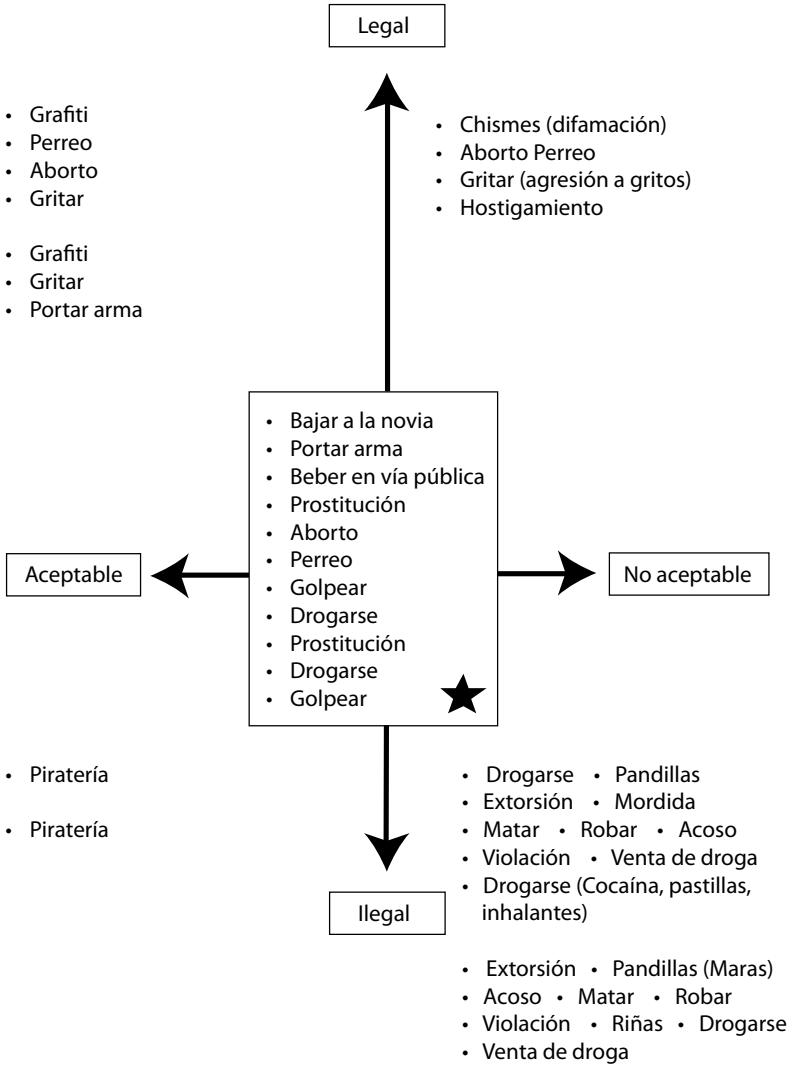 Legal
• Grafiti
• Perreo
• Aborto
• Gritar
• Grafiti
• Gritar
• Portar arma
• Chismes (difamación)
• Aborto Perreo
• Gritar (agresión a gritos)
• Hostigamiento
• Bajar a la novia
• Portar arma
• Beber en vía pública
• Prostitución
• Aborto
• Perreo
• Golpear
• Drogarse
• Prostitución
• Drogarse
• Golpear
Aceptable
No aceptable
• Piratería
• Piratería
• Drogarse • Pandillas
• Extorsión • Mordida
• Matar • Robar • Acoso
• Violación • Venta de droga
• Drogarse (Cocaína, pastillas,
inhalantes)
Ilegal
• Extorsión • Pandillas (Maras)
• Acoso • Matar • Robar
• Violación • Riñas • Drogarse
• Venta de droga